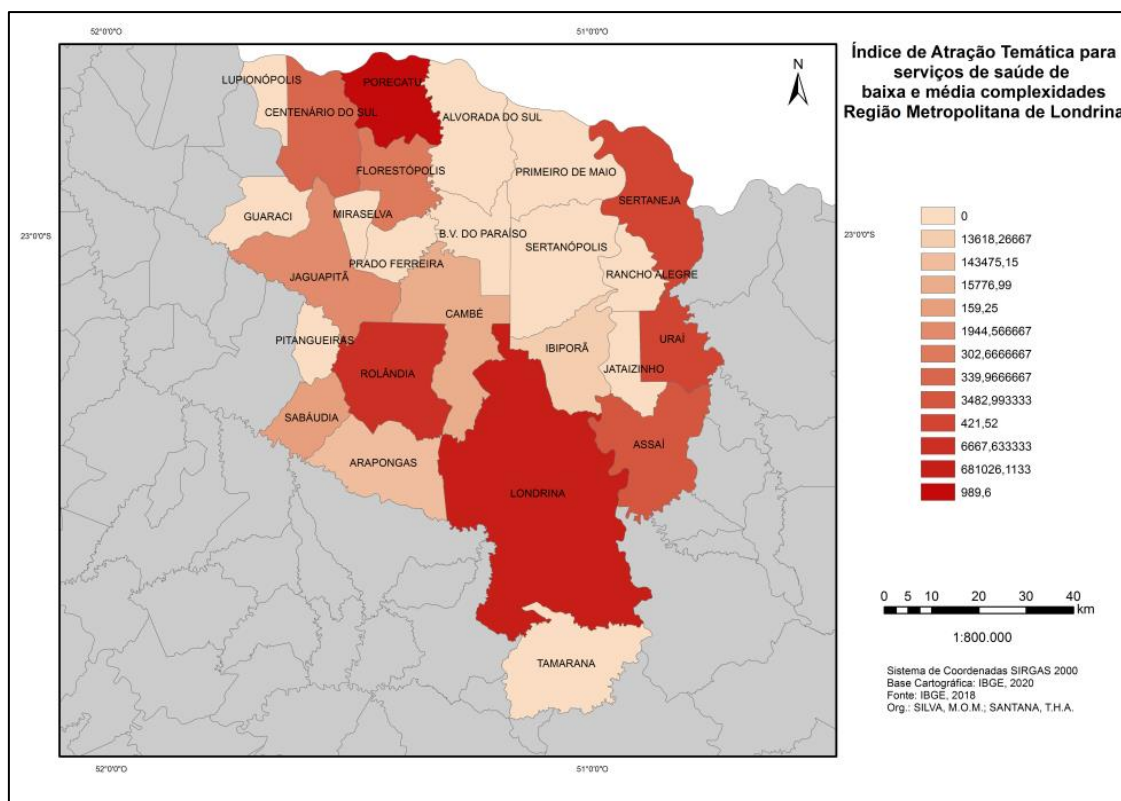 52°0'0"O
51°0'0"O
Índice de Atração Temática para
serviços de saúde de
baixa e média complexidades
Região Metropolitana de Londrina
N
LUPIONÓPOLIS
PORECATU
CENTENÁRIO DO SUL
ALVORADA DO SUL
FLORESTÓPOLIS
PRIMEIRO DE MAIO
SERTANEJA
GUARACI
MIRASELVA
23°0'0"S
B.V. DO PARAÍSO
SERTANÓPOLIS
23°0'0"S
PRADO FERREIRA
RANCHO ALEGRE
JAGUAPITÃ
CAMBÉ
PITANGUEIRAS
IBIPORÃ
URAÍ
JATAIZINHO
ROLÂNDIA
SABÁUDIA
ASSAÍ
ARAPONGAS
LONDRINA
TAMARANA
0
13618,26667
143475,15
15776,99
159,25
1944,566667
302,6666667
339,9666667
3482,993333
421,52
6667,633333
681026,1133
989,6
0 5 10 20 30 40
km
1:800.000
Sistema de Coordenadas SIRGAS 2000
Base Cartográfica: IBGE, 2020
Fonte: IBGE, 2018
Org.: SILVA, M.O.M.; SANTANA, T.H.A.
52°0'0"O
51°0'0"O